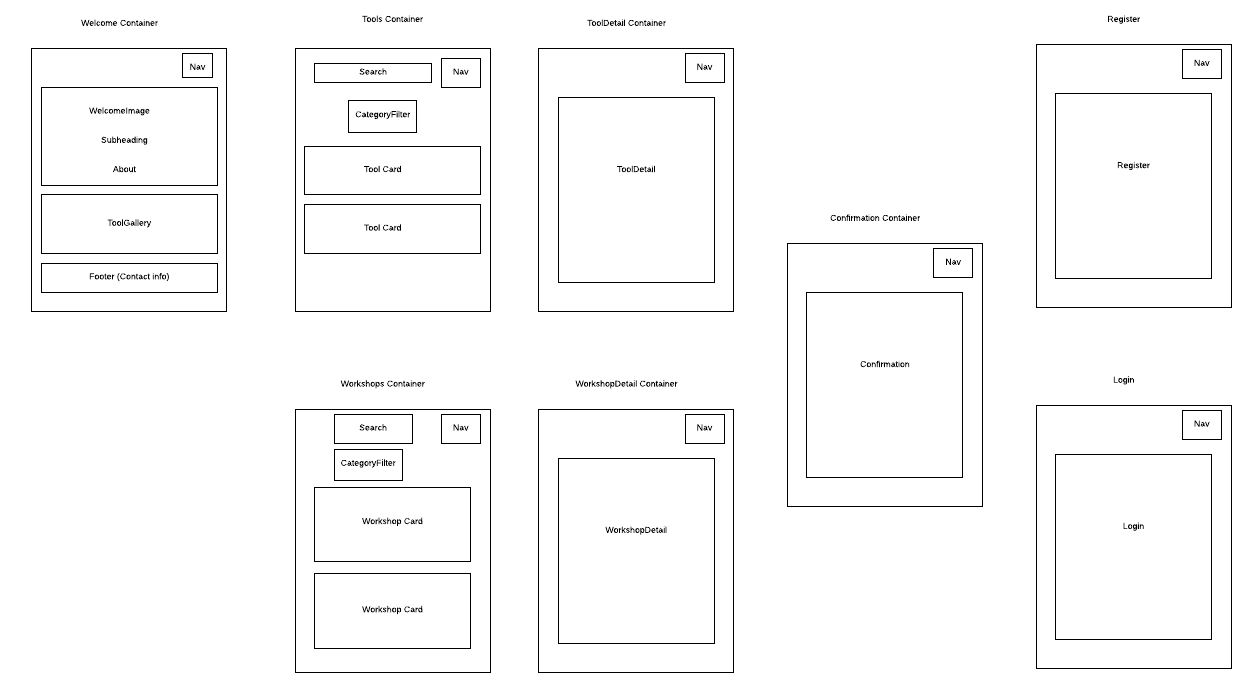 Welcome Container
Nav
WelcomeImage
Subheading
About
ToolGallery
Footer (Contact info)
Tools Container
Search
Nav
CategoryFilter
Tool Card
Tool Card
ToolDetail Container
Nav
ToolDetail
Register
Nav
Register
Confirmation Container
Nav
Confirmation
Workshops Container
Search
Nav
CategoryFilter
Workshop Card
Workshop Card
WorkshopDetail Container
Nav
WorkshopDetail
Login
Nav
Login